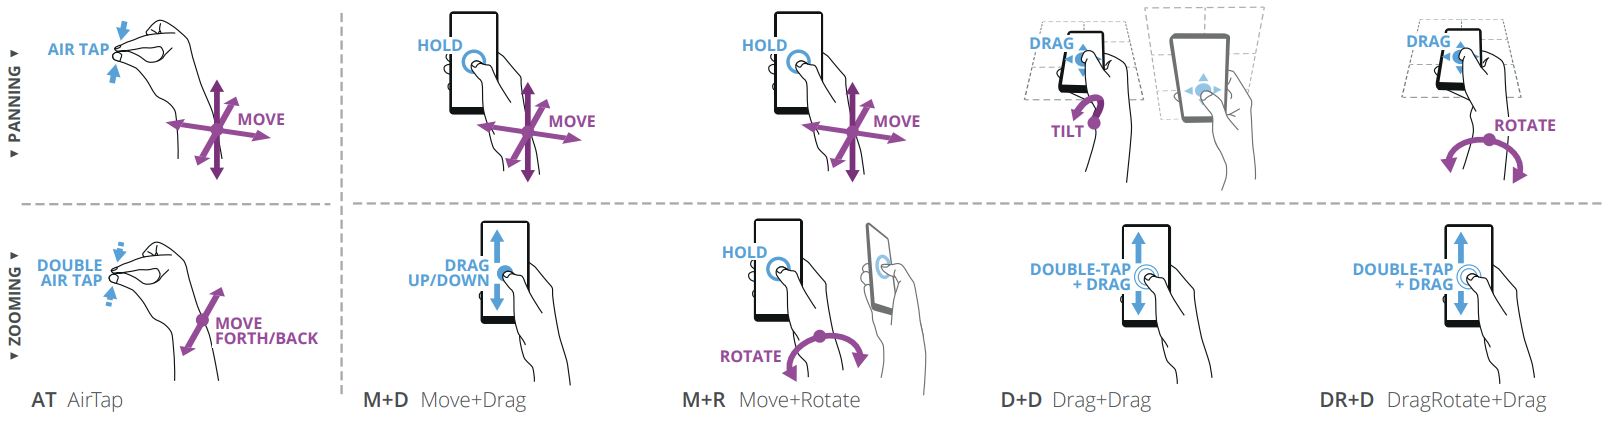 ▼ PANNING ▼
AIR TAP
MOVE
HOLD
MOVE
HOLD
MOVE
DRAG
TILT
DRAG
ROTATE
▼ ZOOMING ▼
DOUBLE
AIR TAP
MOVE
FORTH/BACK
DRAG
UP/DOWN
HOLD
ROTATE
DOUBLE-TAP
+ DRAG
DOUBLE-TAP
+ DRAG
AT AirTap
M+D Move+Drag
M+R Move+Rotate
D+D Drag+Drag
DR+D DragRotate+Drag